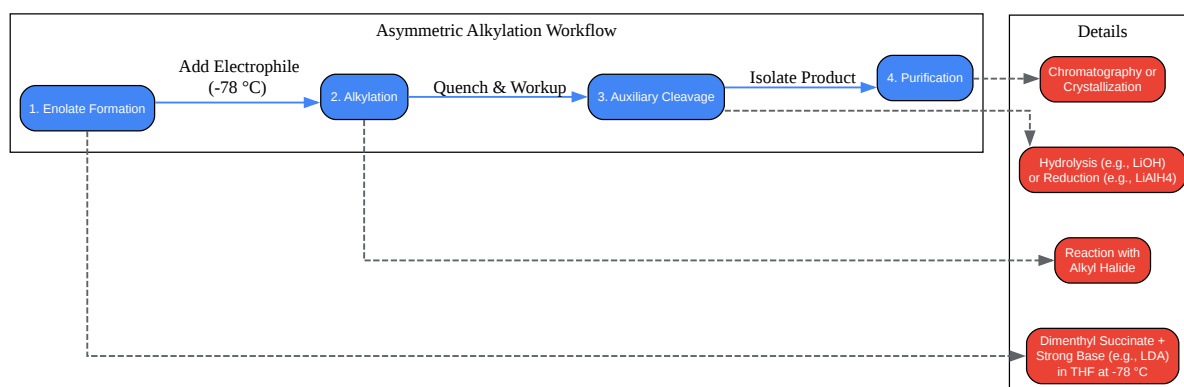 Asymmetric Alkylation Workflow
Details
Add Electrophile
(-78 °C)
Quench & Workup
Isolate Product
1. Enolate Formation
2. Alkylation
3. Auxiliary Cleavage
4. Purification
Chromatography or
Crystallization
Hydrolysis (e.g., LiOH)
or Reduction (e.g., LiAlH4)
Reaction with
Alkyl Halide
Dimenthyl Succinate +
Strong Base (e.g., LDA)
in THF at -78 °C